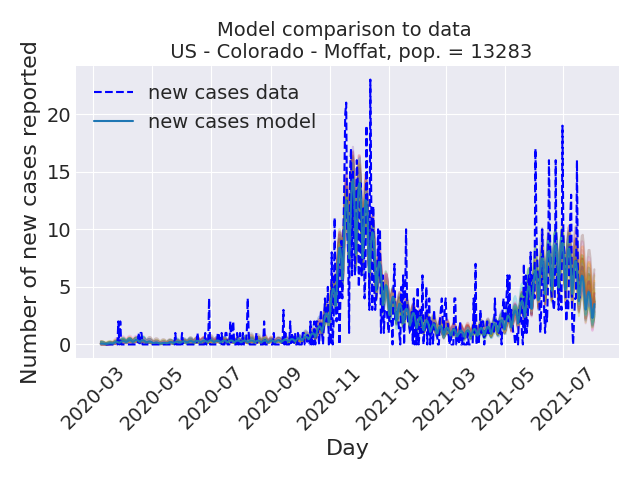 Model comparison to data
US - Colorado - Moffat, pop. = 13283
Number of new cases reported
new cases data
new cases model
20
15
10
5
0
2020-03
2020-05
2020-07
2020-09
2020-11
2021-01
2021-03
2021-05
2021-07
Day